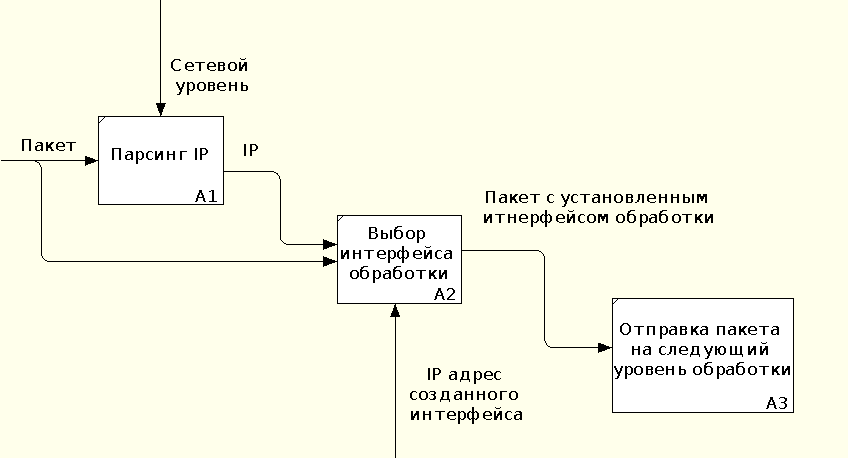 Сетевой
уровень
Пакет
Парсинг IP
A1
IP
Выбор
интерфейса
обработки
A2
Пакет с установленным
итнерфейсом обработки
Отправка пакета
на следующий
уровень обработки
A3
IP адрес
созданного
интерфейса